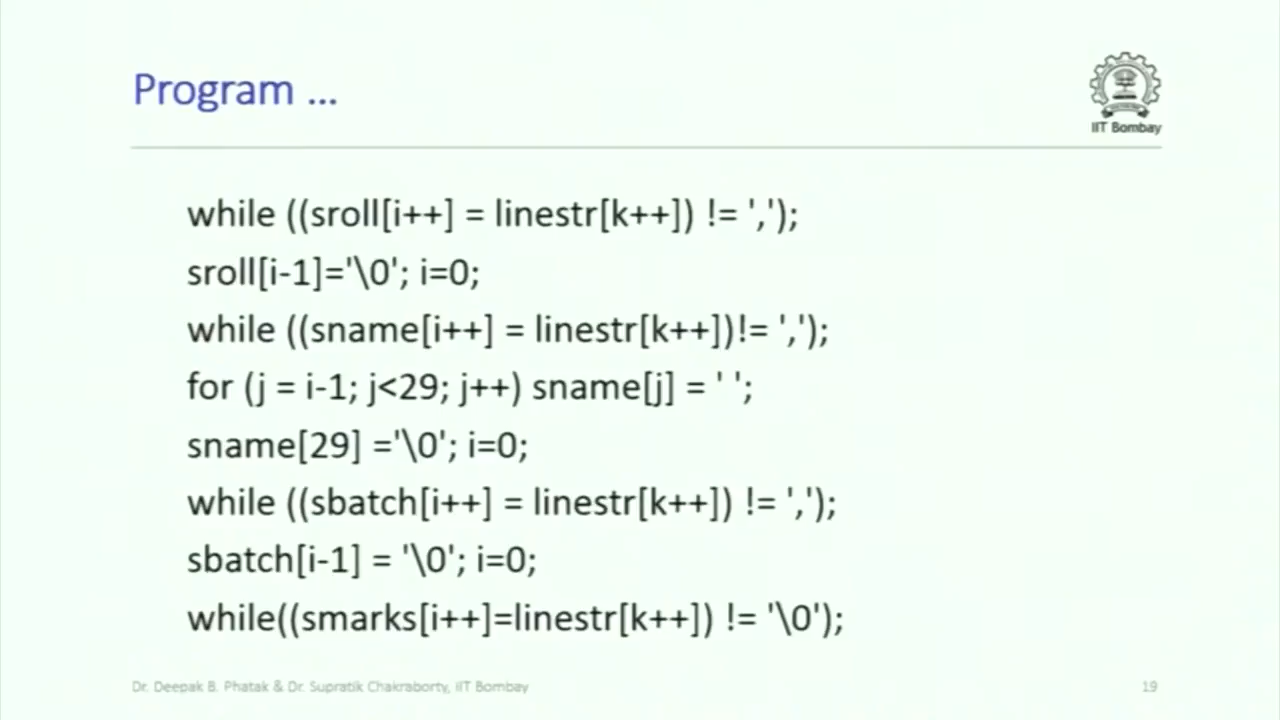 Program ...
IIT Bombay
while ((sroll[i++] = linestr[k++]) != ',');
sroll[i-1]='\0'; i=0;
while ((sname[i++] = linestr[k++])!= ',');
for (j = i-1; j<29; j++) sname[j] = ' ';
sname[29] ='\0'; i=0;
while ((sbatch[i++] = linestr[k++]) != ',');
sbatch[i-1] = '\0'; i=0;
while((smarks[i++]=linestr[k++]) != '\0');
Dr. Deepak B. Phatak & Dr. Supratik Chakraborty, IIT Bombay
19